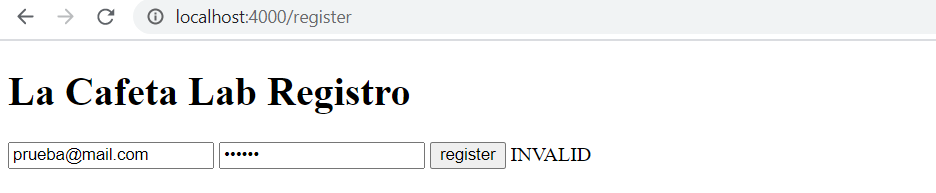 localhost:4000/register
La Cafeta Lab Registro
prueba@mail.com •••••• register INVALID